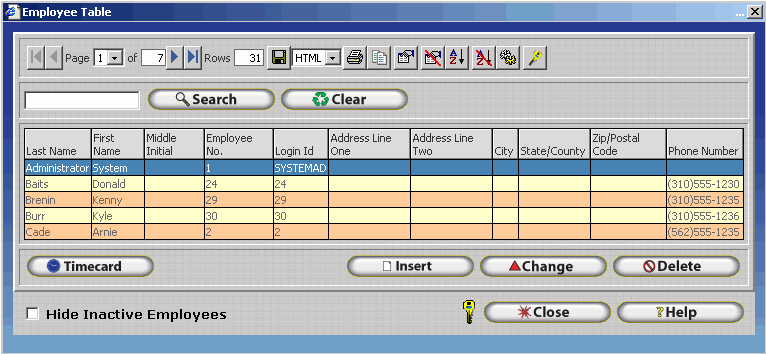 Employee Table
Page 1 of 7 Rows 31 HTML
Search Clear
Last Name First Name Middle Initial Employee No. Login Id Address Line One Address Line Two City State/County Zip/Postal Code Phone Number
Administrator System 1 SYSTEMAD
Baits Donald 24 24 (310)555-1230
Brenin Kenny 29 29 (310)555-1235
Burr Kyle 30 30 (310)555-1236
Cade Arnie 2 2 (562)555-1235
Timecard Insert Change Delete
Hide Inactive Employees Close ?Help